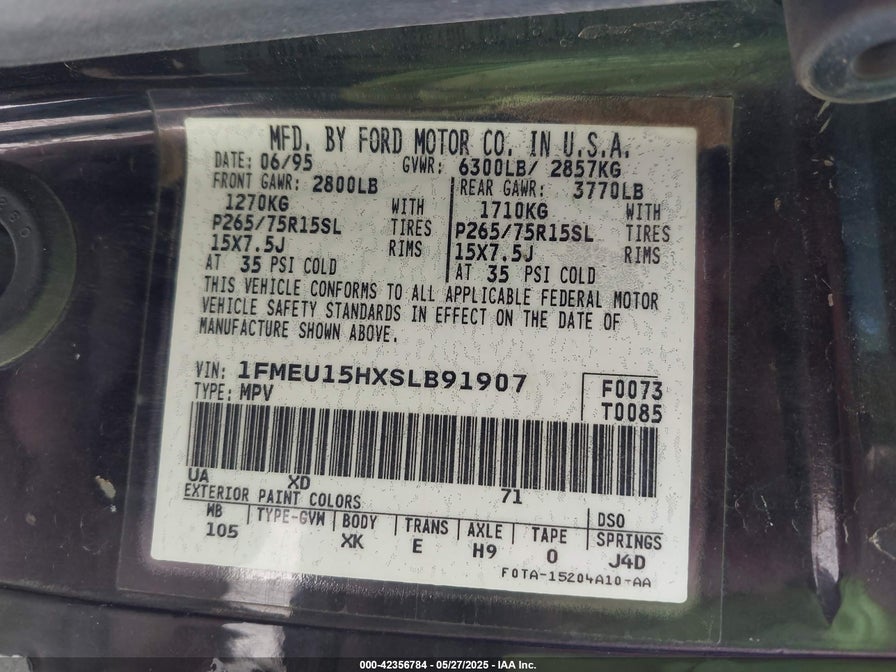 MFD. BY FORD MOTOR CO. IN U.S.A.
DATE: 06/95 GVWR: 6300LB/ 2857KG
FRONT GAWR: 2800LB REAR GAWR: 3770LB
1270KG WITH 1710KG WITH
P265/75R15SL TIRES P265/75R15SL TIRES
15X7.5J RIMS 15X7.5J RIMS
AT 35 PSI COLD AT 35 PSI COLD
THIS VEHICLE CONFORMS TO ALL APPLICABLE FEDERAL MOTOR
VEHICLE SAFETY STANDARDS IN EFFECT ON THE DATE OF
MANUFACTURE SHOWN ABOVE.
VIN: 1FMEU15HXSLB91907 F0073
TYPE: MPV T0085
UA XD 71
EXTERIOR PAINT COLORS DSO
WB TYPE-GVW BODY TRANS AXLE TAPE SPRINGS
105 XK E H9 O J4D
F0TA-15204A10-AA
000-42356784 — 05/27/2025 — IAA Inc.